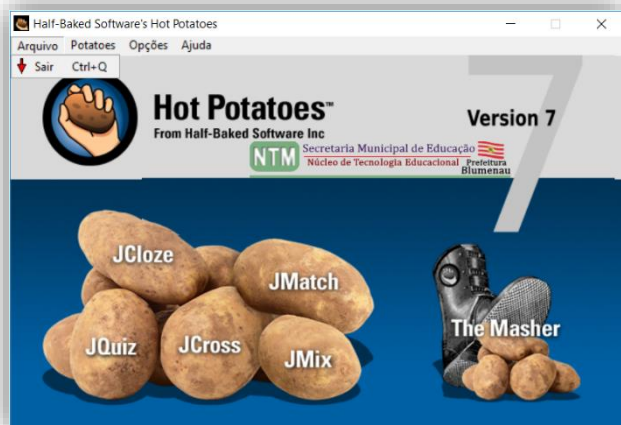 Half-Baked Software's Hot Potatoes
Arquivo Potatoes Opções Ajuda
Sair Ctrl+Q
Hot Potatoes™
From Half-Baked Software Inc
Version 7
7
NTM Secretaria Municipal de Educação
Núcleo de Tecnologia Educacional Prefeitura
Blumenau
JCloze
JMatch
JQuiz
JCross
JMix
The Masher